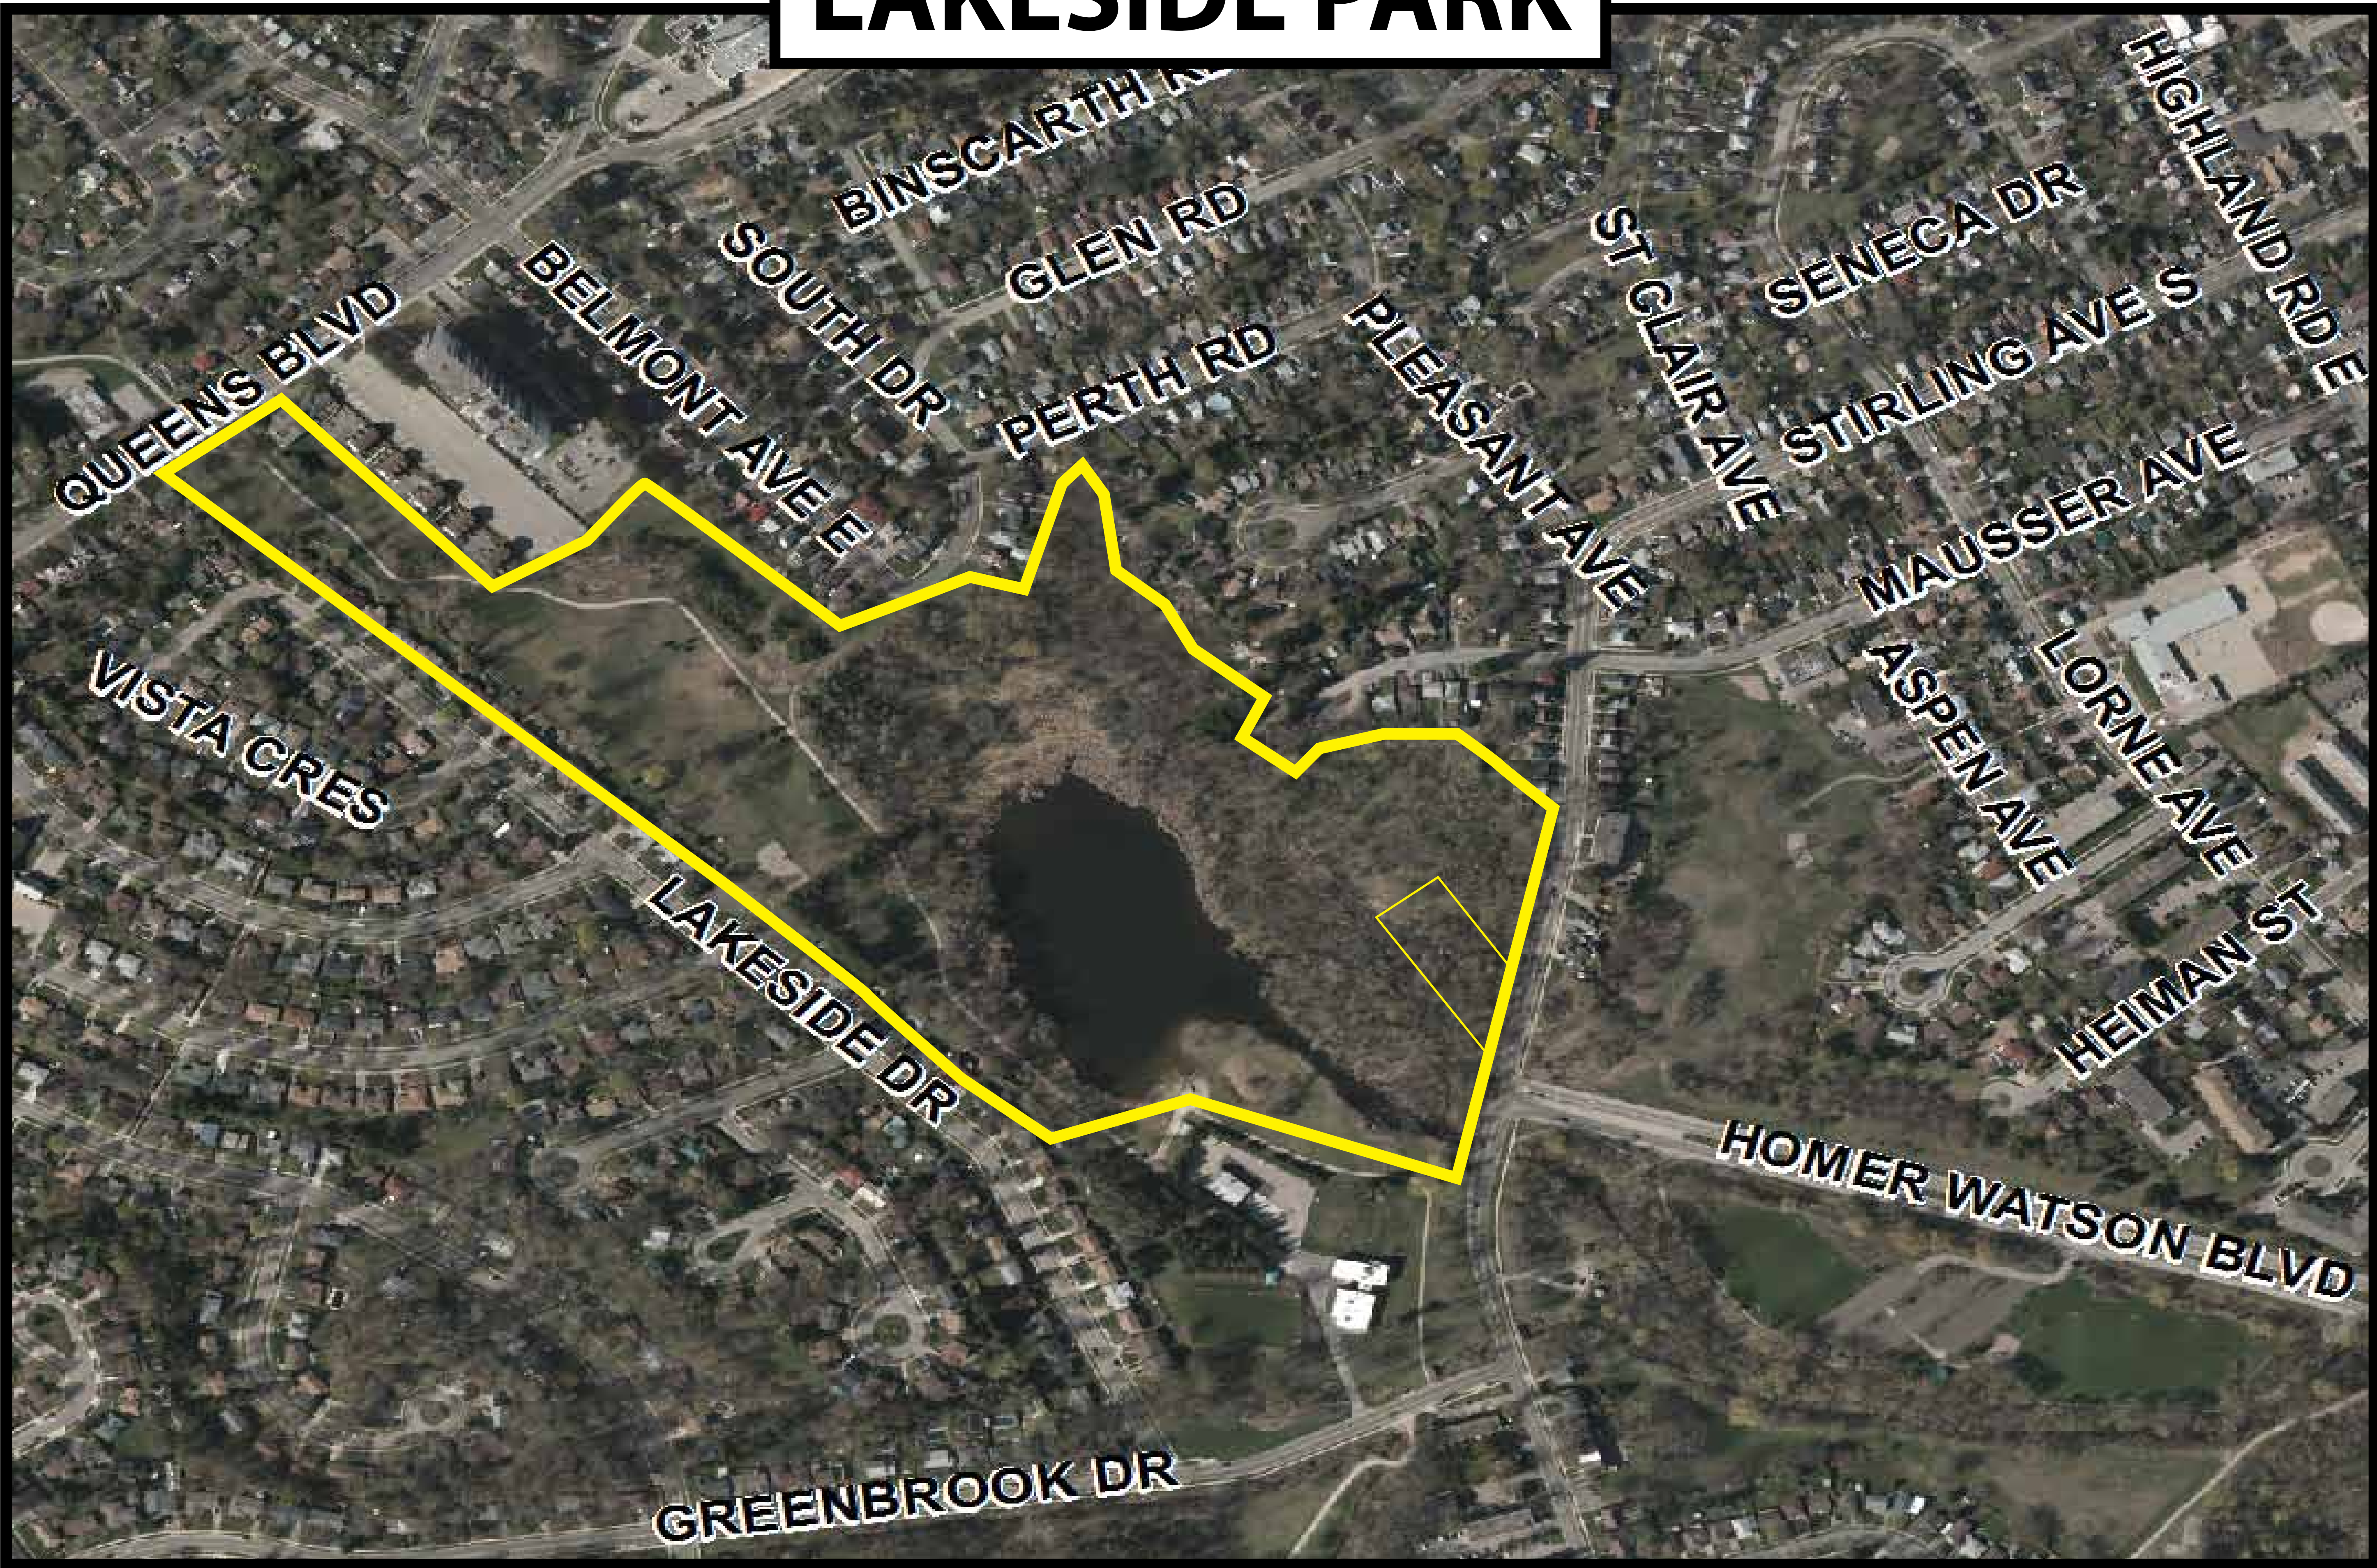 LAKESIDE PARK
HIGHLAND RD E
BINSCARTH RD
SENECA DR
GLEN RD
SOUTH DR
ST CLAIR AVE
BELMONT AVE E
STIRLING AVE S
QUEENS BLVD
PERTH RD
PLEASANT AVE
MAUSSER AVE
VISTA CRES
ASPEN AVE
LORNE AVE
LAKESIDE DR
HEIMAN ST
HOMER WATSON BLVD
GREENBROOK DR